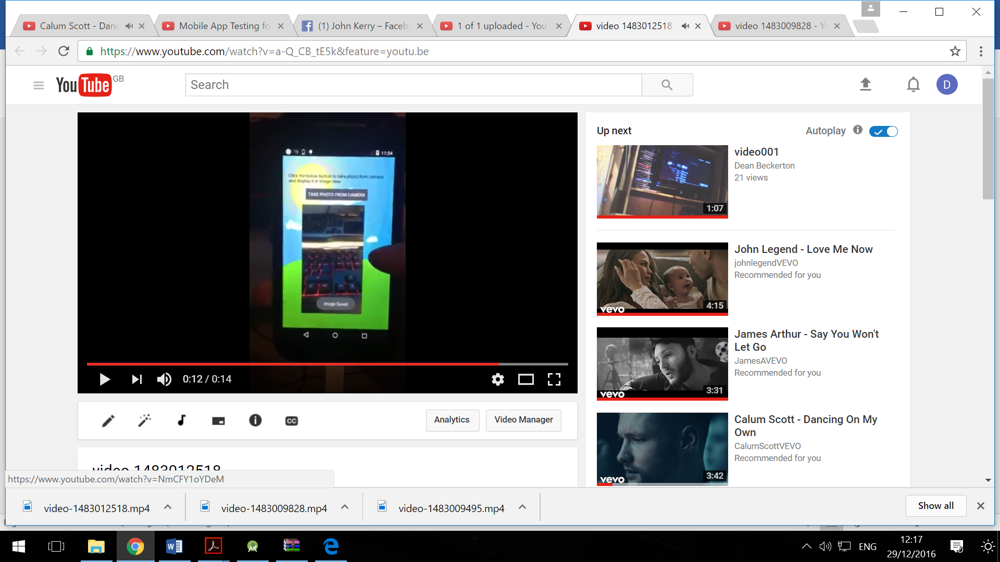 Calum Scott - Danc
Mobile App Testing fo
(1) John Kerry – Faceb
1 of 1 uploaded - YouT
video 1483012518
video 1483009828 - Yo
https://www.youtube.com/watch?v=a-Q_CB_tE5k&feature=youtu.be
YouTube GB
Search
D
11:54
Click the below button to take photo from camera
and display it in image view
TAKE PHOTO FROM CAMERA
Image Saved
0:12 / 0:14
CC
Analytics
Video Manager
video 1483012518
Up next
Autoplay
video001
Dean Beckerton
21 views
1:07
John Legend - Love Me Now
johnlegendVEVO
Recommended for you
4:15
vevo
James Arthur - Say You Won't
Let Go
JamesAVEVO
Recommended for you
3:31
vevo
Calum Scott - Dancing On My
Own
CalumScottVEVO
Recommended for you
3:42
vevo
https://www.youtube.com/watch?v=NmCFY1oYDeM
video-1483012518.mp4
video-1483009828.mp4
video-1483009495.mp4
Show all
ENG
12:17
29/12/2016